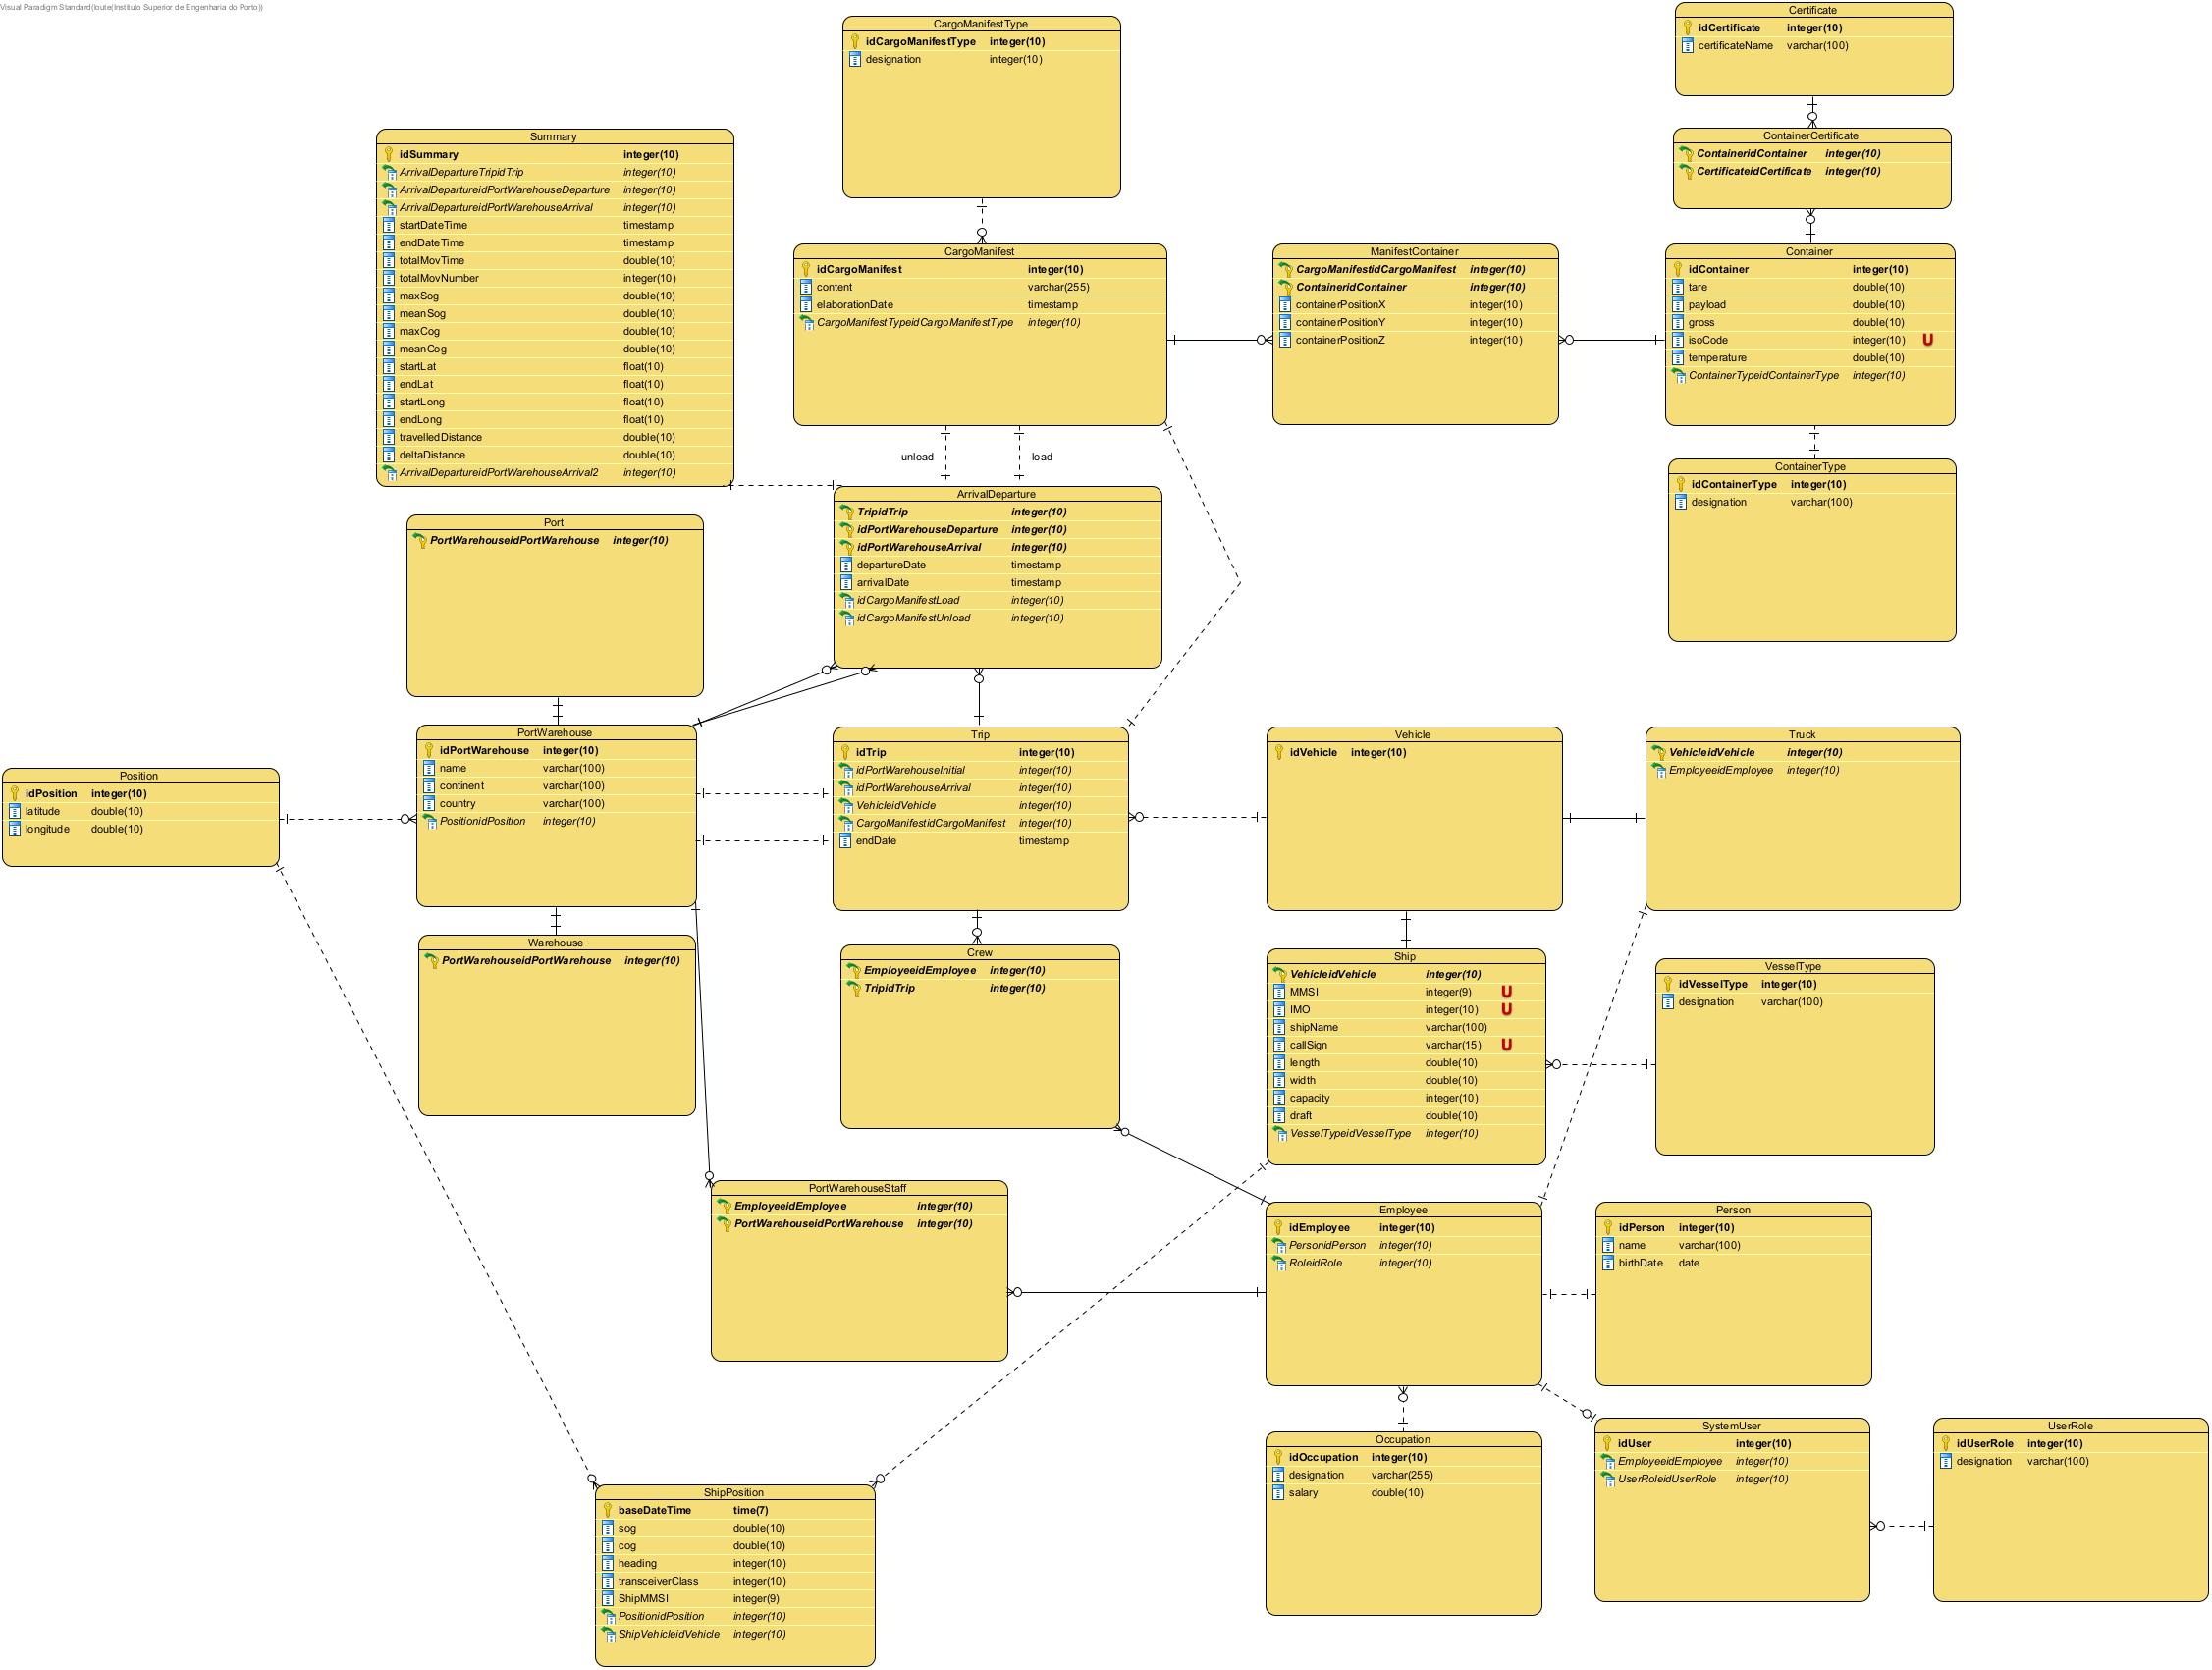 Visual Paradigm Standard(Ioute(Instituto Superior de Engenharia do Porto))
CargoManifestType
idCargoManifestType integer(10)
designation integer(10)
Certificate
idCertificate integer(10)
certificateName varchar(100)
Summary
idSummary integer(10)
ArrivalDepartureTripidTrip integer(10)
ArrivalDepartureidPortWarehouseDeparture integer(10)
ArrivalDepartureidPortWarehouseArrival integer(10)
startDateTime timestamp
endDateTime timestamp
totalMovTime double(10)
totalMovNumber integer(10)
maxSog double(10)
meanSog double(10)
maxCog double(10)
meanCog double(10)
startLat float(10)
endLat float(10)
startLong float(10)
endLong float(10)
travelledDistance double(10)
deltaDistance double(10)
ArrivalDepartureidPortWarehouseArrival2 integer(10)
ContainerCertificate
ContaineridContainer integer(10)
CertificateidCertificate integer(10)
CargoManifest
idCargoManifest integer(10)
content varchar(255)
elaborationDate timestamp
CargoManifestTypeidCargoManifestType integer(10)
ManifestContainer
CargoManifestidCargoManifest integer(10)
ContaineridContainer integer(10)
containerPositionX integer(10)
containerPositionY integer(10)
containerPositionZ integer(10)
Container
idContainer integer(10)
tare double(10)
payload double(10)
gross double(10)
isoCode integer(10) U
temperature double(10)
ContainerTypeidContainerType integer(10)
unload
load
ContainerType
idContainerType integer(10)
designation varchar(100)
ArrivalDeparture
TripidTrip integer(10)
idPortWarehouseDeparture integer(10)
idPortWarehouseArrival integer(10)
departureDate timestamp
arrivalDate timestamp
idCargoManifestLoad integer(10)
idCargoManifestUnload integer(10)
Port
PortWarehouseidPortWarehouse integer(10)
PortWarehouse
idPortWarehouse integer(10)
name varchar(100)
continent varchar(100)
country varchar(100)
PositionidPosition integer(10)
Trip
idTrip integer(10)
idPortWarehouseInitial integer(10)
idPortWarehouseArrival integer(10)
VehicleidVehicle integer(10)
CargoManifestidCargoManifest integer(10)
endDate timestamp
Vehicle
idVehicle integer(10)
Truck
VehicleidVehicle integer(10)
EmployeeidEmployee integer(10)
Position
idPosition integer(10)
latitude double(10)
longitude double(10)
Warehouse
PortWarehouseidPortWarehouse integer(10)
Crew
EmployeeidEmployee integer(10)
TripidTrip integer(10)
Ship
VehicleidVehicle integer(10)
MMSI integer(9) U
IMO integer(10) U
shipName varchar(100)
callSign varchar(15) U
length double(10)
width double(10)
capacity integer(10)
draft double(10)
VesselTypeidVesselType integer(10)
VesselType
idVesselType integer(10)
designation varchar(100)
PortWarehouseStaff
EmployeeidEmployee integer(10)
PortWarehouseidPortWarehouse integer(10)
Employee
idEmployee integer(10)
PersonidPerson integer(10)
RoleidRole integer(10)
Person
idPerson integer(10)
name varchar(100)
birthDate date
Occupation
idOccupation integer(10)
designation varchar(255)
salary double(10)
SystemUser
idUser integer(10)
EmployeeidEmployee integer(10)
UserRoleidUserRole integer(10)
UserRole
idUserRole integer(10)
designation varchar(100)
ShipPosition
baseDateTime time(7)
sog double(10)
cog double(10)
heading integer(10)
transceiverClass integer(10)
ShipMMSI integer(9)
PositionidPosition integer(10)
ShipVehicleidVehicle integer(10)